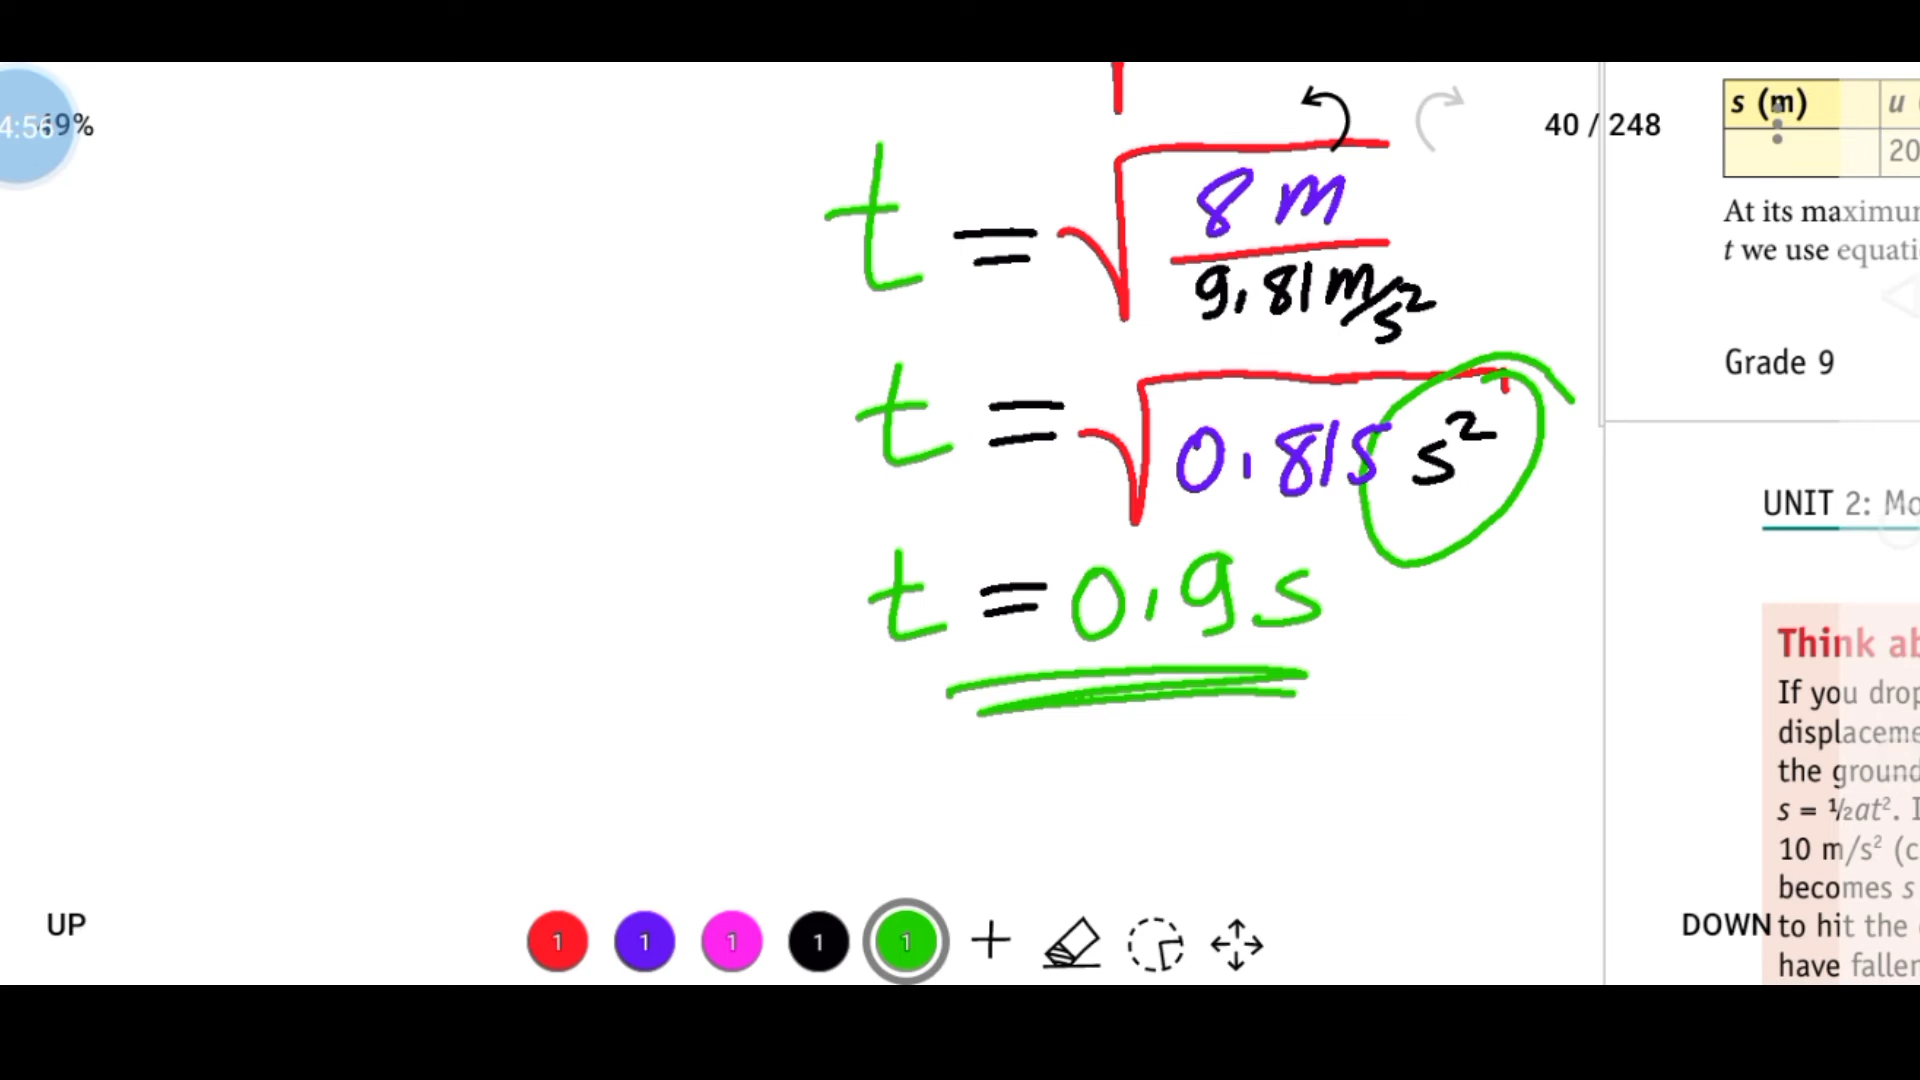 4:56
69%
40 / 248
t = √ 8 m / 9.81 m/s²
t = √ 0.815 s²
t = 0.9 s
UP
1 1 1 1 1
DOWN
s (m) u (
20
At its maximum
t we use equati
Grade 9
UNIT 2: Mo
Think ab
If you drop
displaceme
the ground
s = ½at². I
10 m/s² (c
becomes s
to hit the
have fallen